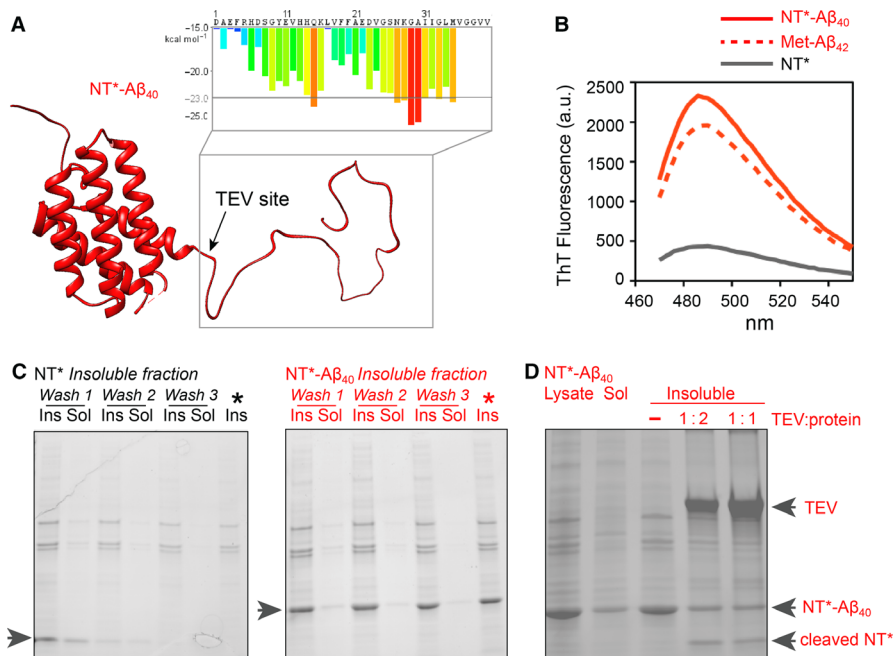 A
1 11 21 31
DAEFRHDSGYEVHHQKLVFFAEDVGSNKGAIIGLMVGGVV
-15.0
kcal mol⁻¹
-20.0
-23.0
-25.0
NT*-Aβ40
TEV site
B
NT*-Aβ40
Met-Aβ42
NT*
ThT Fluorescence (a.u.)
2500
2000
1500
1000
500
0
460 480 500 520 540
nm
C
NT* Insoluble fraction
Wash 1 Wash 2 Wash 3 *
Ins Sol Ins Sol Ins Sol Ins
NT*-Aβ40 Insoluble fraction
Wash 1 Wash 2 Wash 3 *
Ins Sol Ins Sol Ins Sol Ins
D
NT*-Aβ40
Lysate Sol Insoluble
– 1 : 2 1 : 1 TEV:protein
TEV
NT*-Aβ40
cleaved NT*